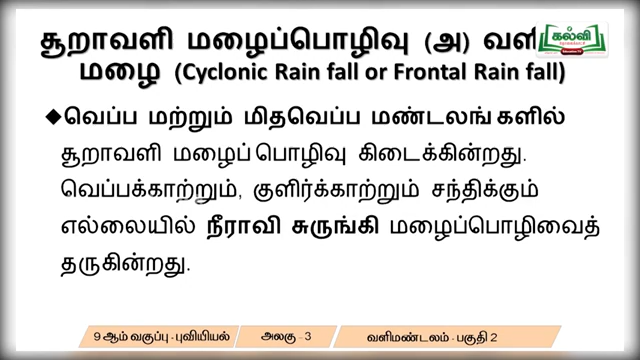 சூறாவளி மழைப்பொழிவு (அ) வளி
மழை (Cyclonic Rain fall or Frontal Rain fall)
கல்வி
◆வெப்ப மற்றும் மிதவெப்ப மண்டலங் களில்
சூறாவளி மழைப் பொழிவு கிடைக்கின்றது.
வெப்பக்காற்றும், குளிர்க்காற்றும் சந்திக்கும்
எல்லையில் நீராவி சுருங்கி மழைப்பொழிவைத்
தருகின்றது.
9 ஆம் வகுப்பு - புவியியல்
அலகு - 3
வளிமண்டலம் - பகுதி 2